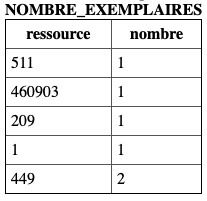 NOMBRE_EXEMPLAIRES
ressource nombre
511 1
460903 1
209 1
1 1
449 2